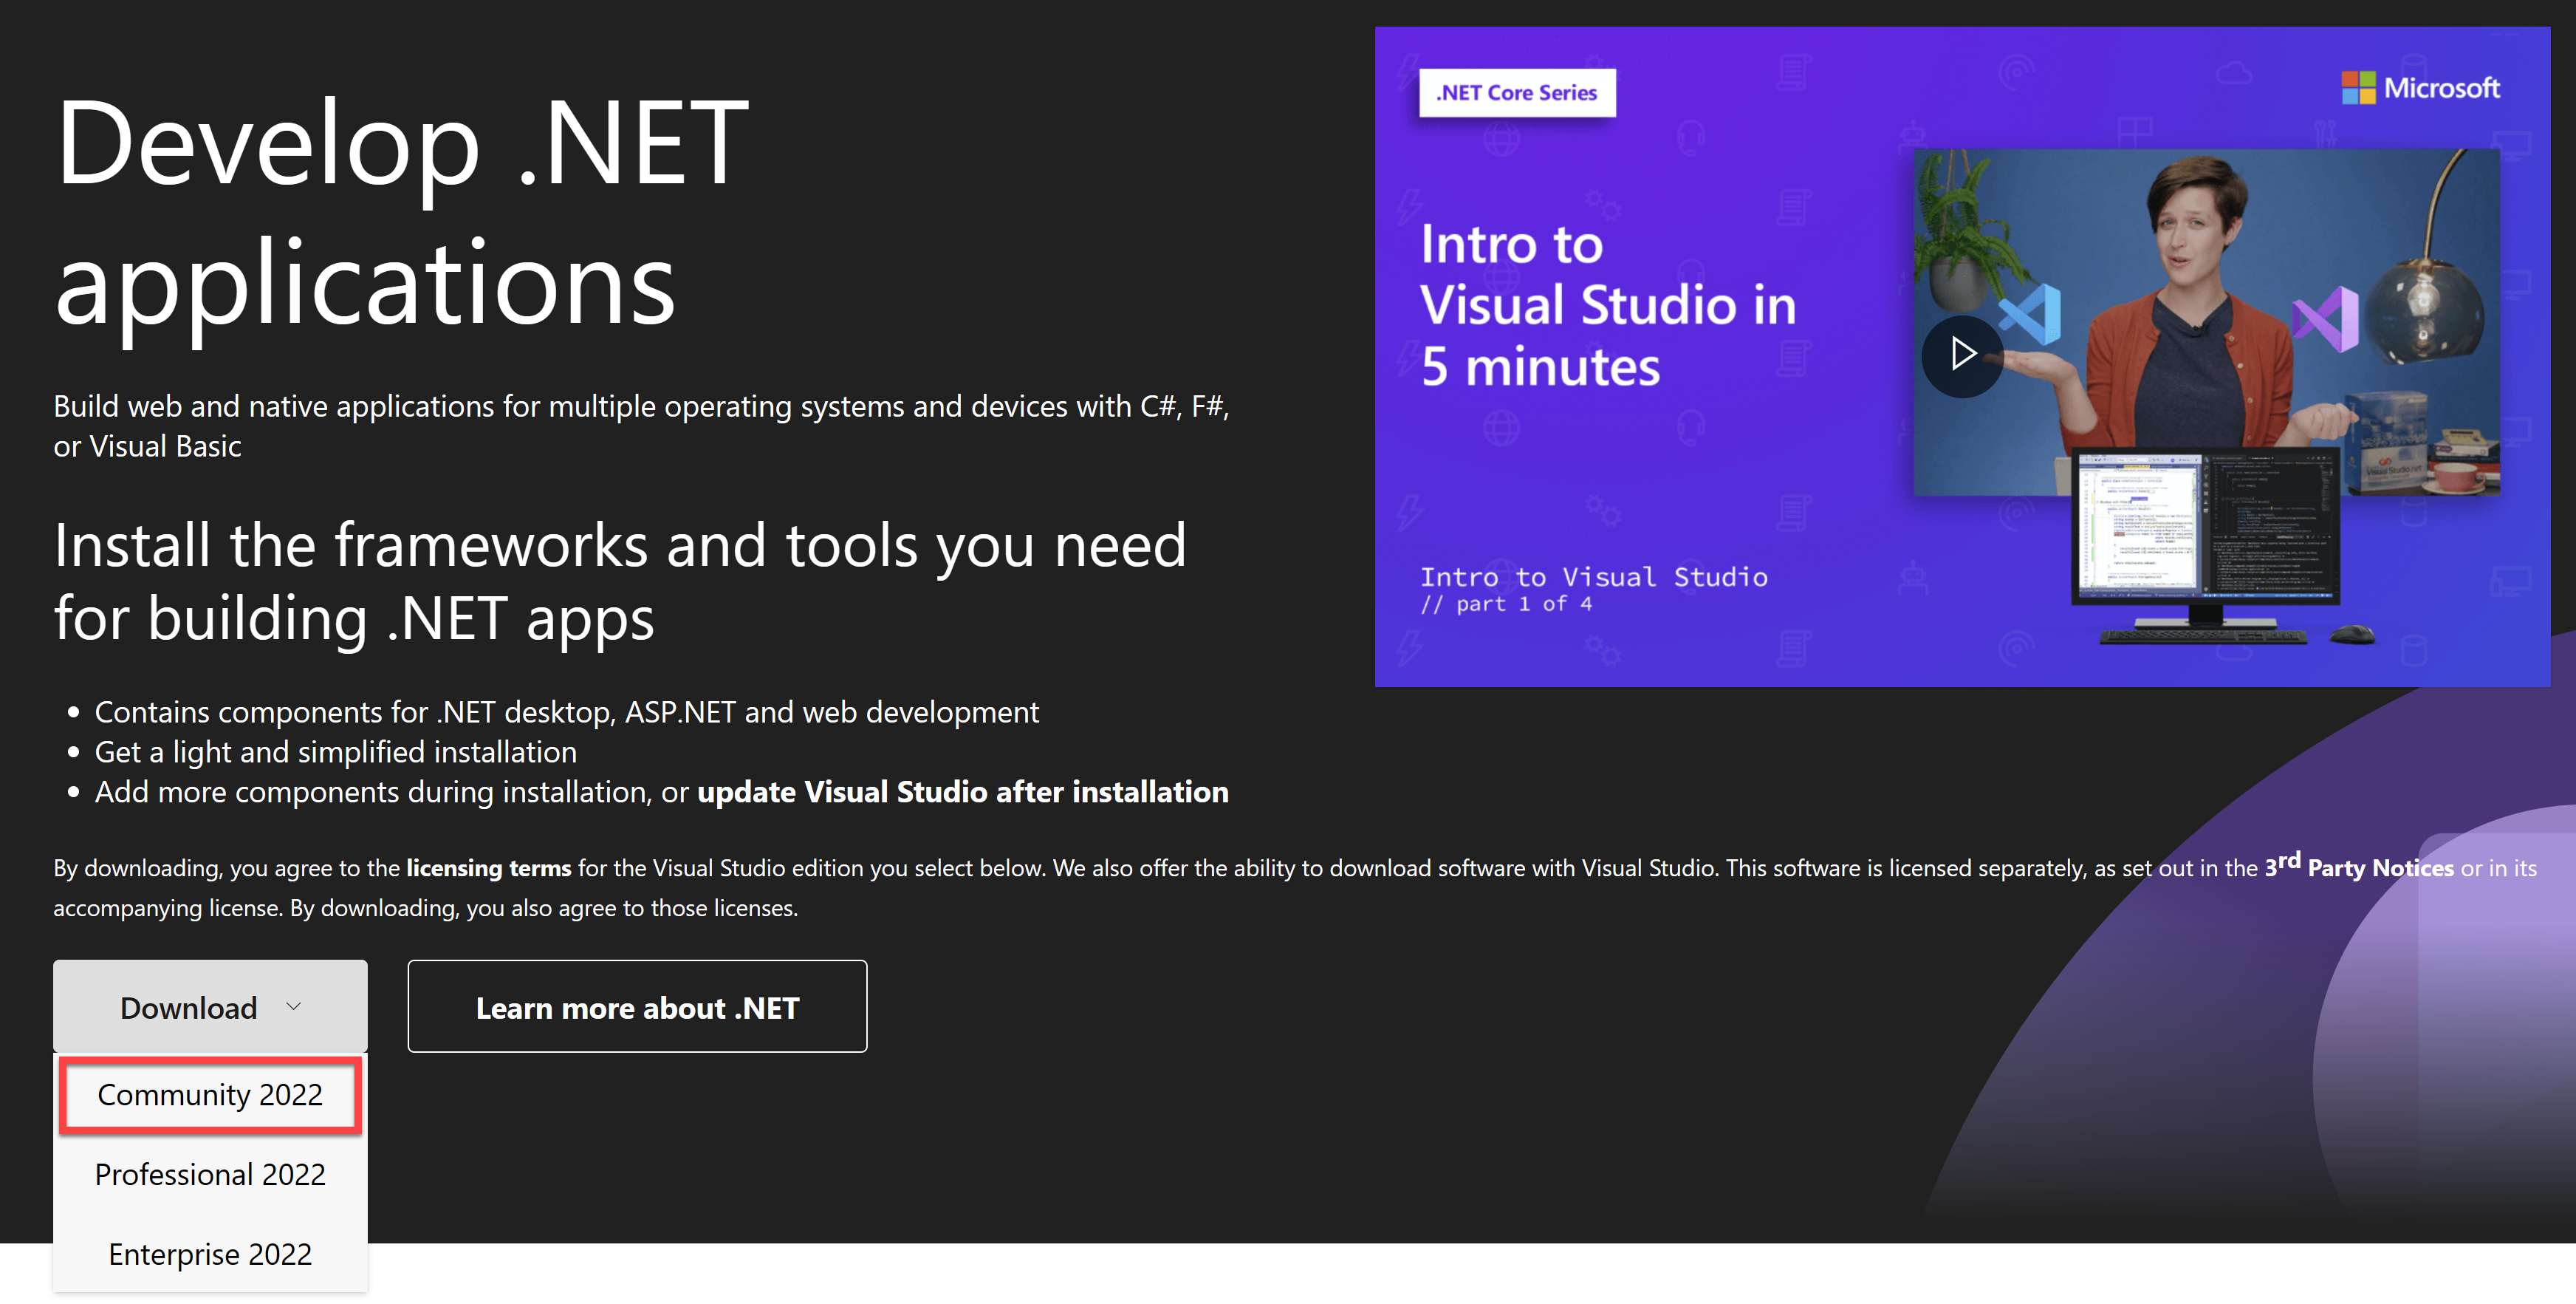 Develop .NET
applications
Build web and native applications for multiple operating systems and devices with C#, F#,
or Visual Basic
Install the frameworks and tools you need
for building .NET apps
• Contains components for .NET desktop, ASP.NET and web development
• Get a light and simplified installation
• Add more components during installation, or update Visual Studio after installation
.NET Core Series
Microsoft
Intro to
Visual Studio in
5 minutes
Intro to Visual Studio
// part 1 of 4
By downloading, you agree to the licensing terms for the Visual Studio edition you select below. We also offer the ability to download software with Visual Studio. This software is licensed separately, as set out in the 3rd Party Notices or in its
accompanying license. By downloading, you also agree to those licenses.
Download
Learn more about .NET
Community 2022
Professional 2022
Enterprise 2022